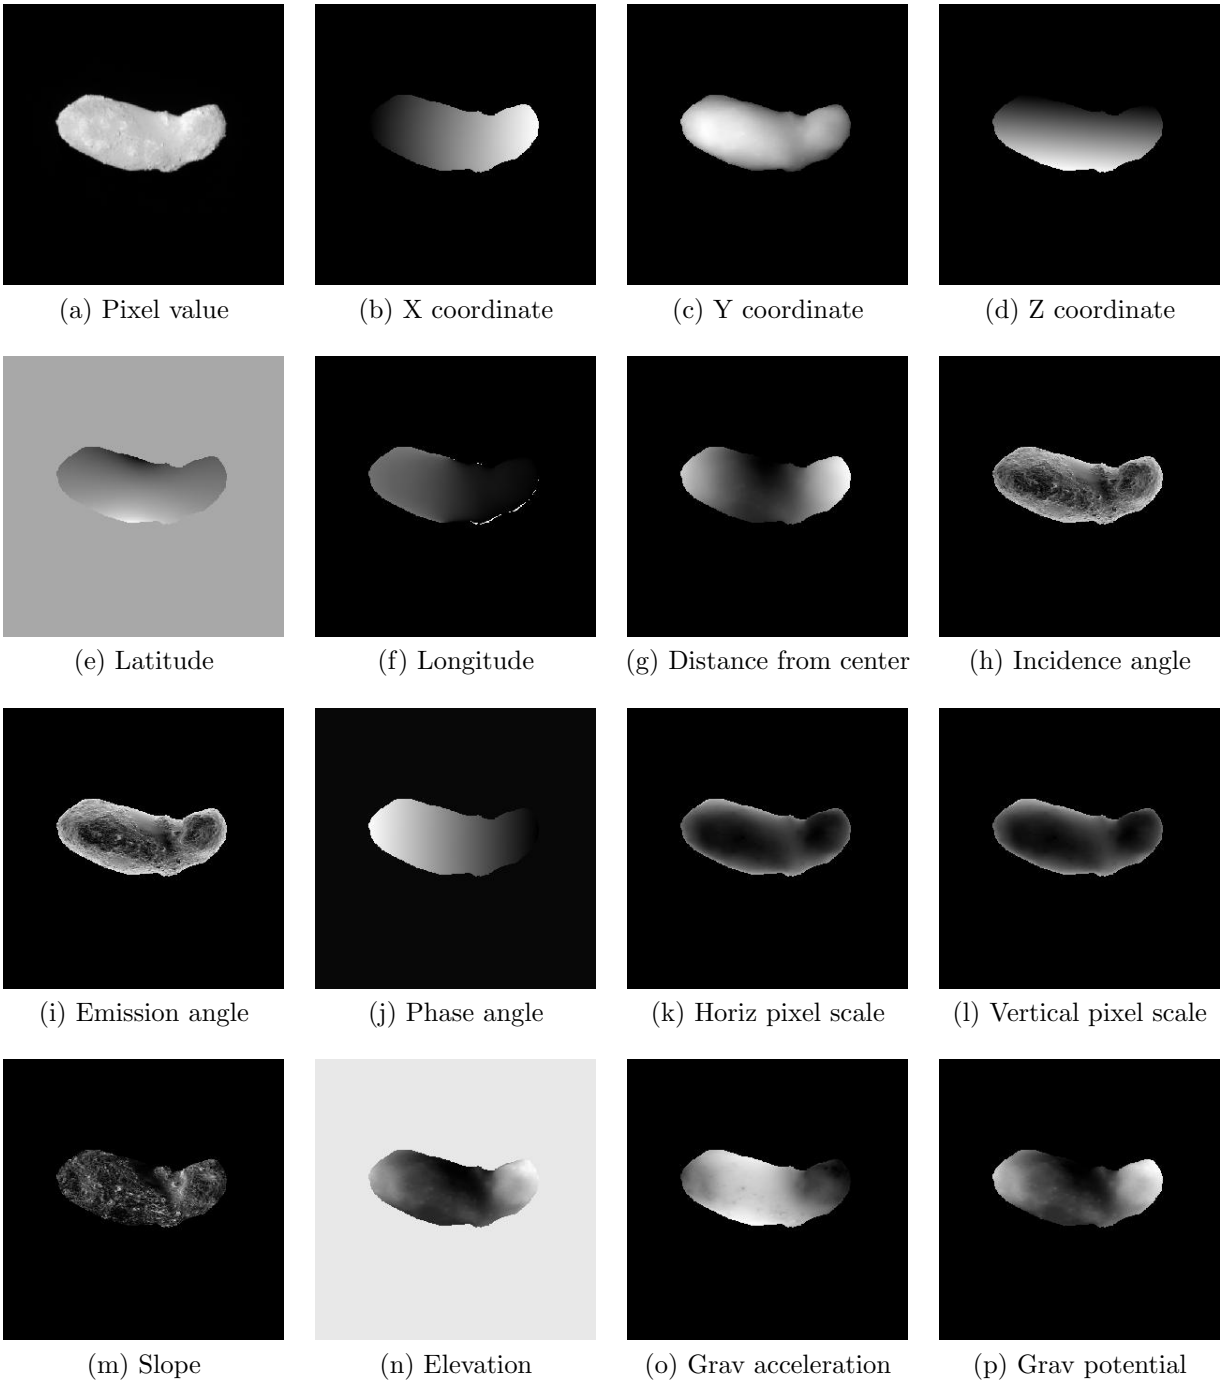 (a) Pixel value
(b) X coordinate
(c) Y coordinate
(d) Z coordinate
(e) Latitude
(f) Longitude
(g) Distance from center
(h) Incidence angle
(i) Emission angle
(j) Phase angle
(k) Horiz pixel scale
(l) Vertical pixel scale
(m) Slope
(n) Elevation
(o) Grav acceleration
(p) Grav potential